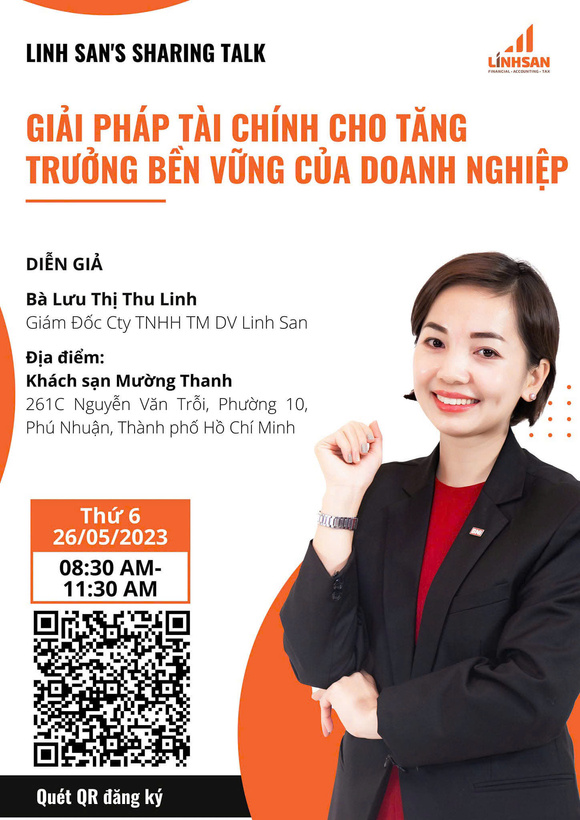 LINH SAN'S SHARING TALK
LINHSAN
FINANCIAL - ACCOUNTING - TAX
GIẢI PHÁP TÀI CHÍNH CHO TĂNG
TRƯỞNG BỀN VỮNG CỦA DOANH NGHIỆP
DIỄN GIẢ
Bà Lưu Thị Thu Linh
Giám Đốc Cty TNHH TM DV Linh San
Địa điểm:
Khách sạn Mường Thanh
261C Nguyễn Văn Trỗi, Phường 10,
Phú Nhuận, Thành phố Hồ Chí Minh
Thứ 6
26/05/2023
08:30 AM-
11:30 AM
Quét QR đăng ký